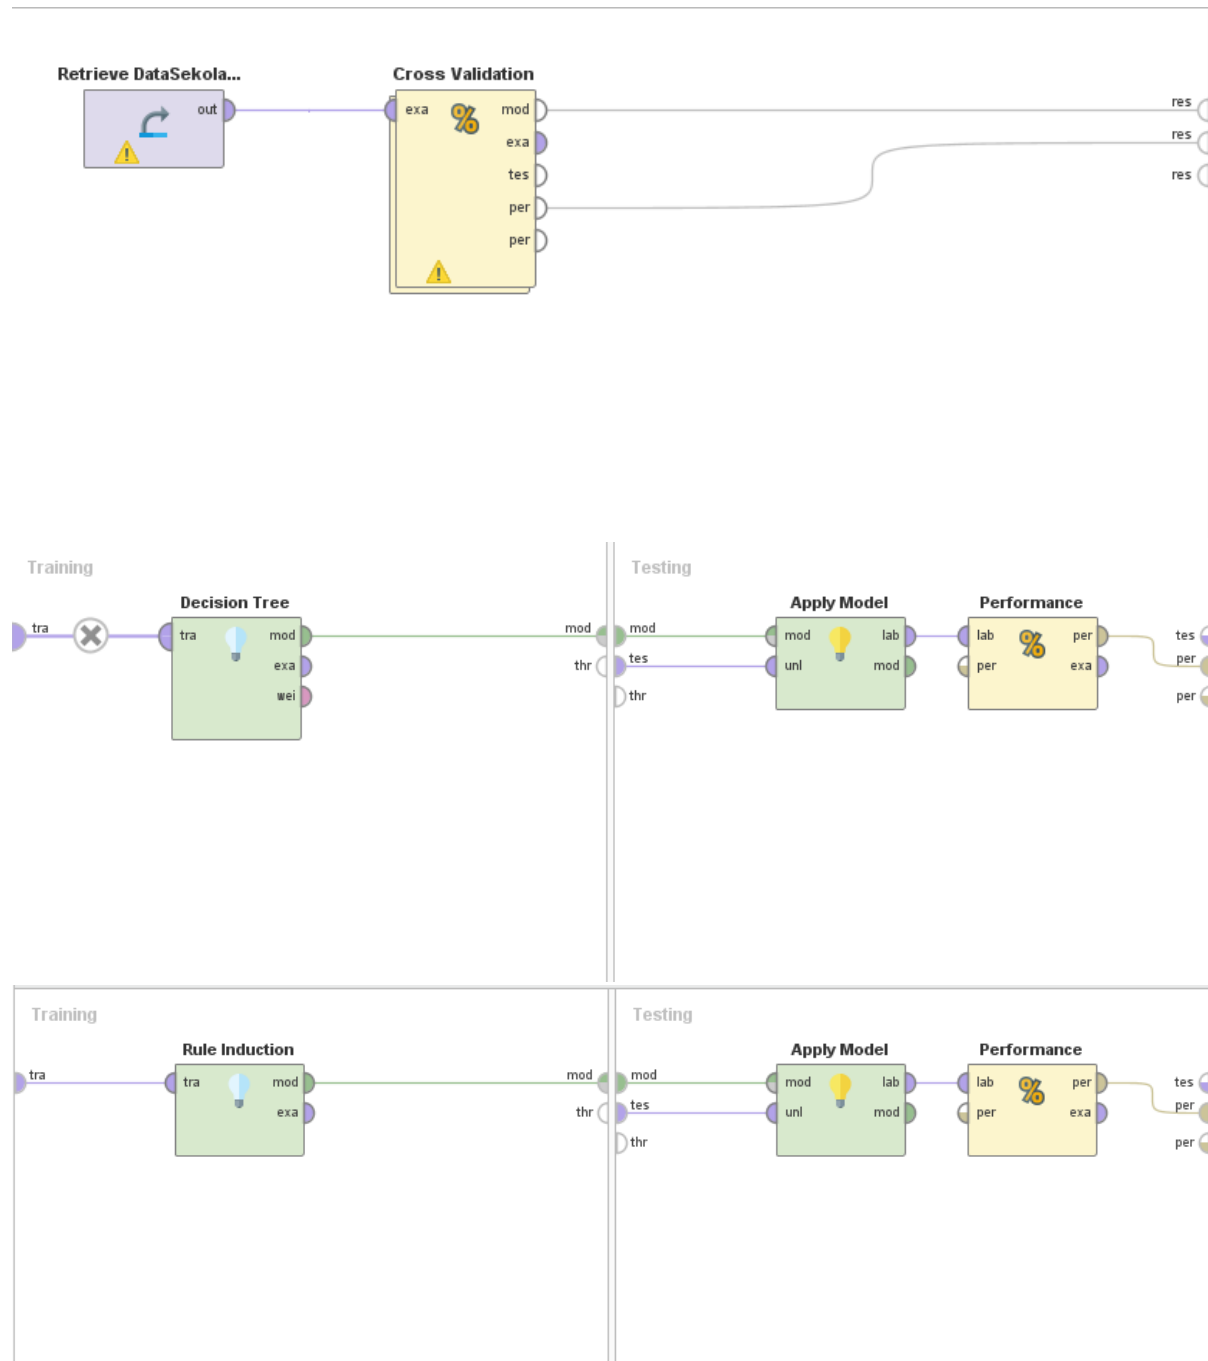 Retrieve DataSekola...
out
Cross Validation
exa mod
exa
tes
per
per
res
res
res
Training
Decision Tree
tra
tra mod
exa
wei
mod
thr
Testing
Apply Model
Performance
mod
tes
thr
mod lab
unl mod
lab per
per exa
tes
per
per
Training
Rule Induction
tra
tra mod
exa
mod
thr
Testing
Apply Model
Performance
mod
tes
thr
mod lab
unl mod
lab per
per exa
tes
per
per